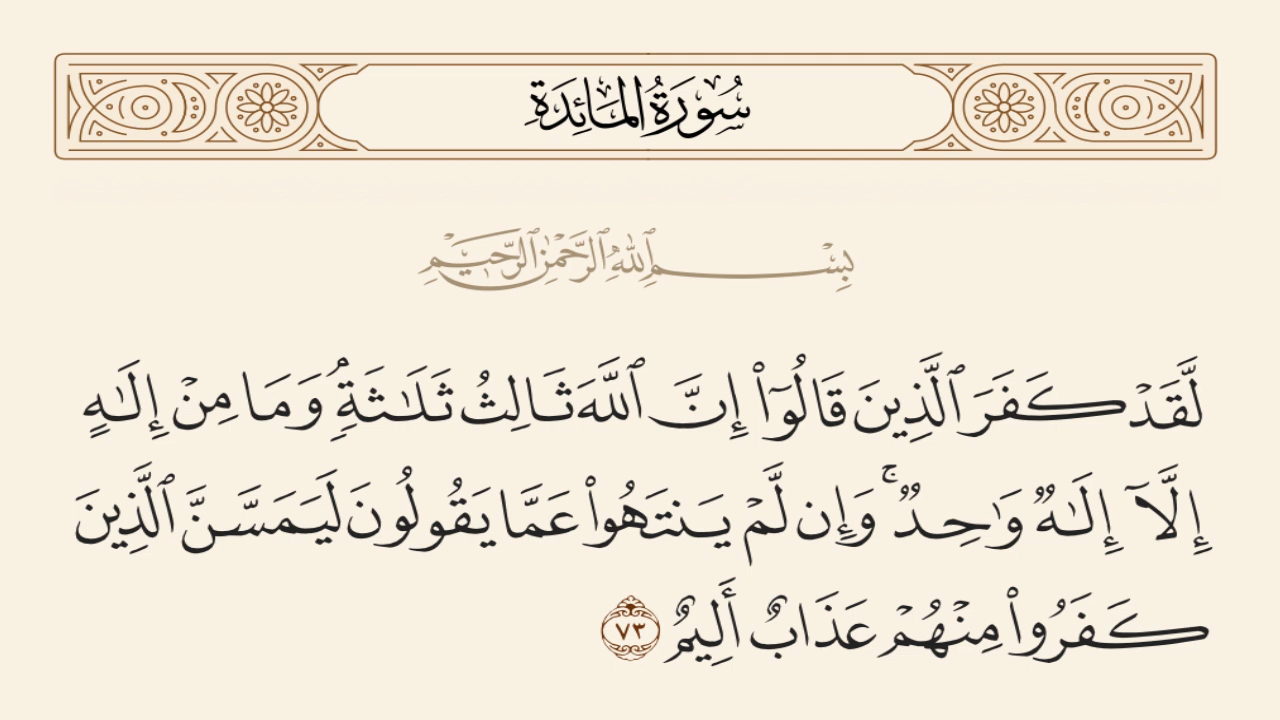 سُورَةُ المَائِدَةِ
بِسْمِ ٱللَّهِ ٱلرَّحْمَٰنِ ٱلرَّحِيمِ
لَّقَدْ كَفَرَ ٱلَّذِينَ قَالُوٓا۟ إِنَّ ٱللَّهَ ثَالِثُ ثَلَـٰثَةٍۢ وَمَا مِنْ إِلَـٰهٍ
إِلَّآ إِلَـٰهٌۭ وَٰحِدٌۭ ۚ وَإِن لَّمْ يَنتَهُوا۟ عَمَّا يَقُولُونَ لَيَمَسَّنَّ ٱلَّذِينَ
كَفَرُوا۟ مِنْهُمْ عَذَابٌ أَلِيمٌ ٧٣